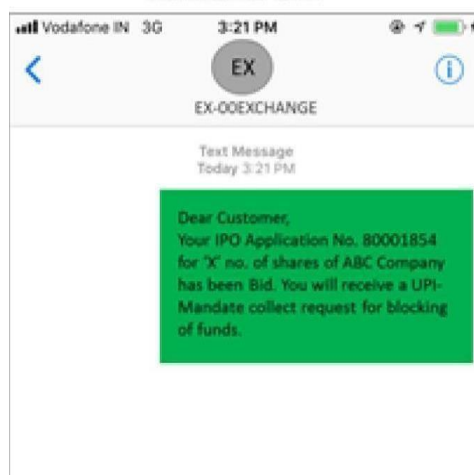 Vodafone IN 3G 3:21 PM
EX
EX-00EXCHANGE
Text Message
Today 3:21 PM
Dear Customer,
Your IPO Application No. 80001854
for 'X' no. of shares of ABC Company
has been Bid. You will receive a UPI-
Mandate collect request for blocking
of funds.